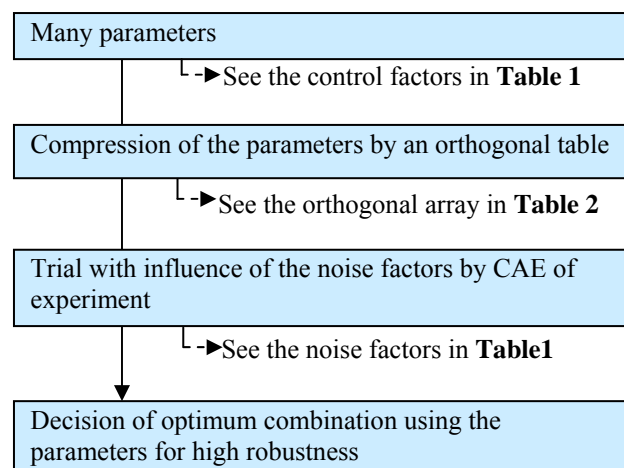 Many parameters
See the control factors in Table 1
Compression of the parameters by an orthogonal table
See the orthogonal array in Table 2
Trial with influence of the noise factors by CAE of
experiment
See the noise factors in Table1
Decision of optimum combination using the
parameters for high robustness